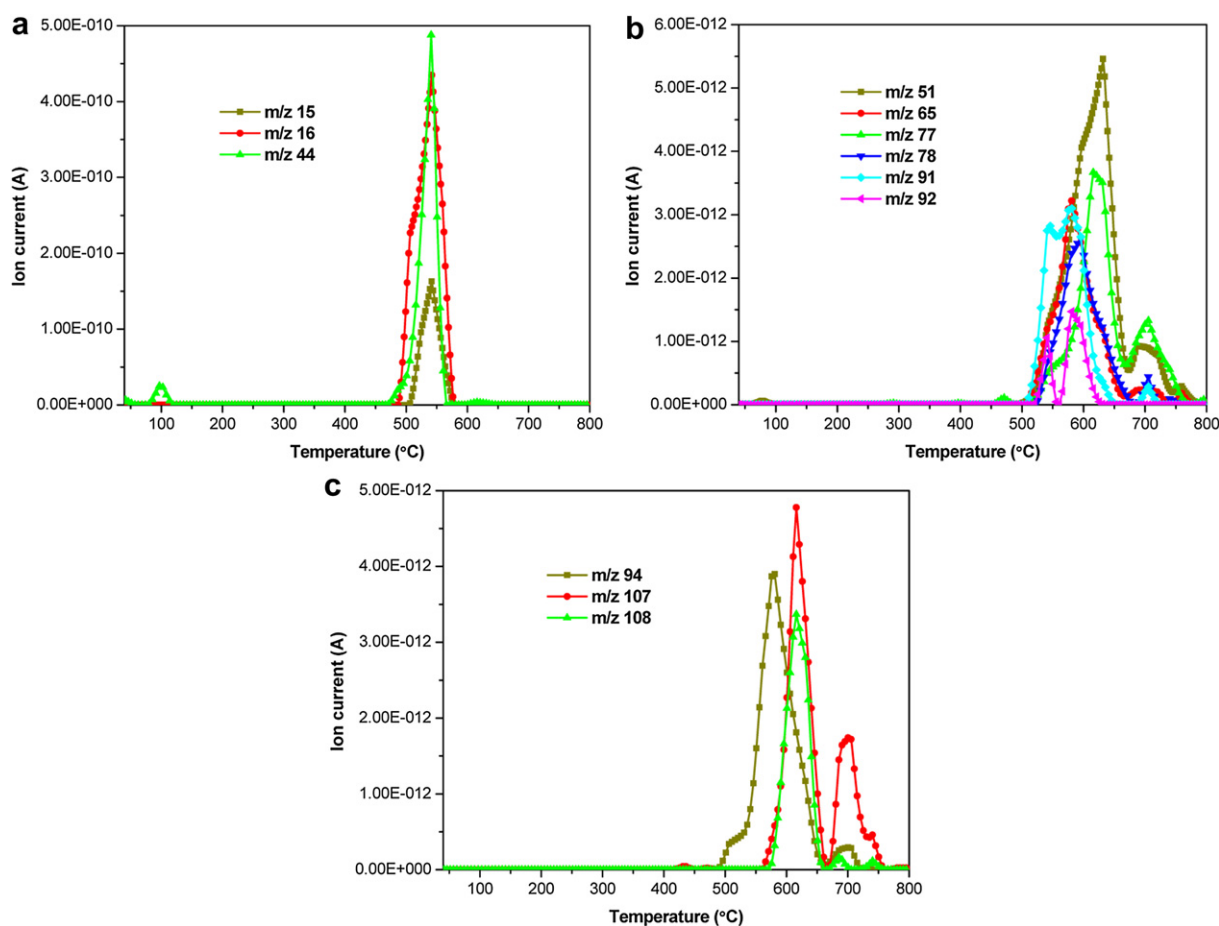 a
5.00E-010
4.00E-010
3.00E-010
2.00E-010
1.00E-010
0.00E+000
Ion current (A)
m/z 15
m/z 16
m/z 44
100 200 300 400 500 600 700 800
Temperature (°C)
b
6.00E-012
5.00E-012
4.00E-012
3.00E-012
2.00E-012
1.00E-012
0.00E+000
Ion current (A)
m/z 51
m/z 65
m/z 77
m/z 78
m/z 91
m/z 92
100 200 300 400 500 600 700 800
Temperature (°C)
c
5.00E-012
4.00E-012
3.00E-012
2.00E-012
1.00E-012
0.00E+000
Ion current (A)
m/z 94
m/z 107
m/z 108
100 200 300 400 500 600 700 800
Temperature (°C)